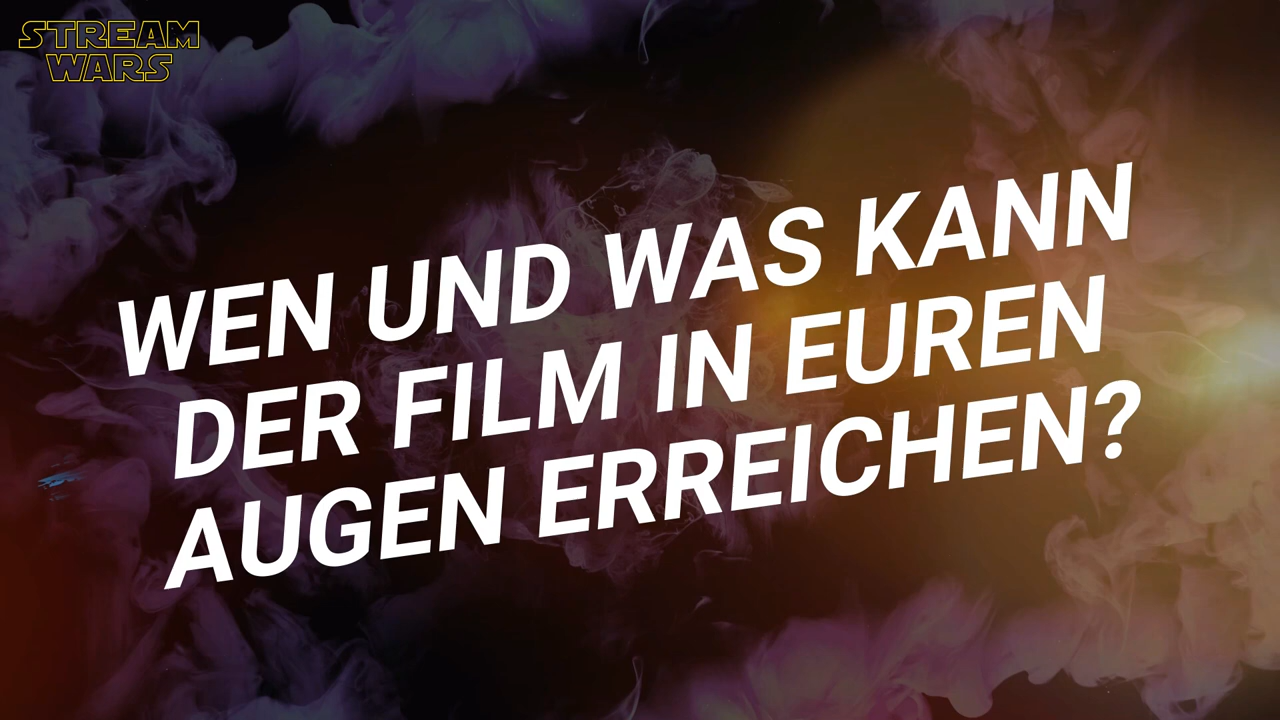 STREAM
WARS
WEN UND WAS KANN
DER FILM IN EUREN
AUGEN ERREICHEN?